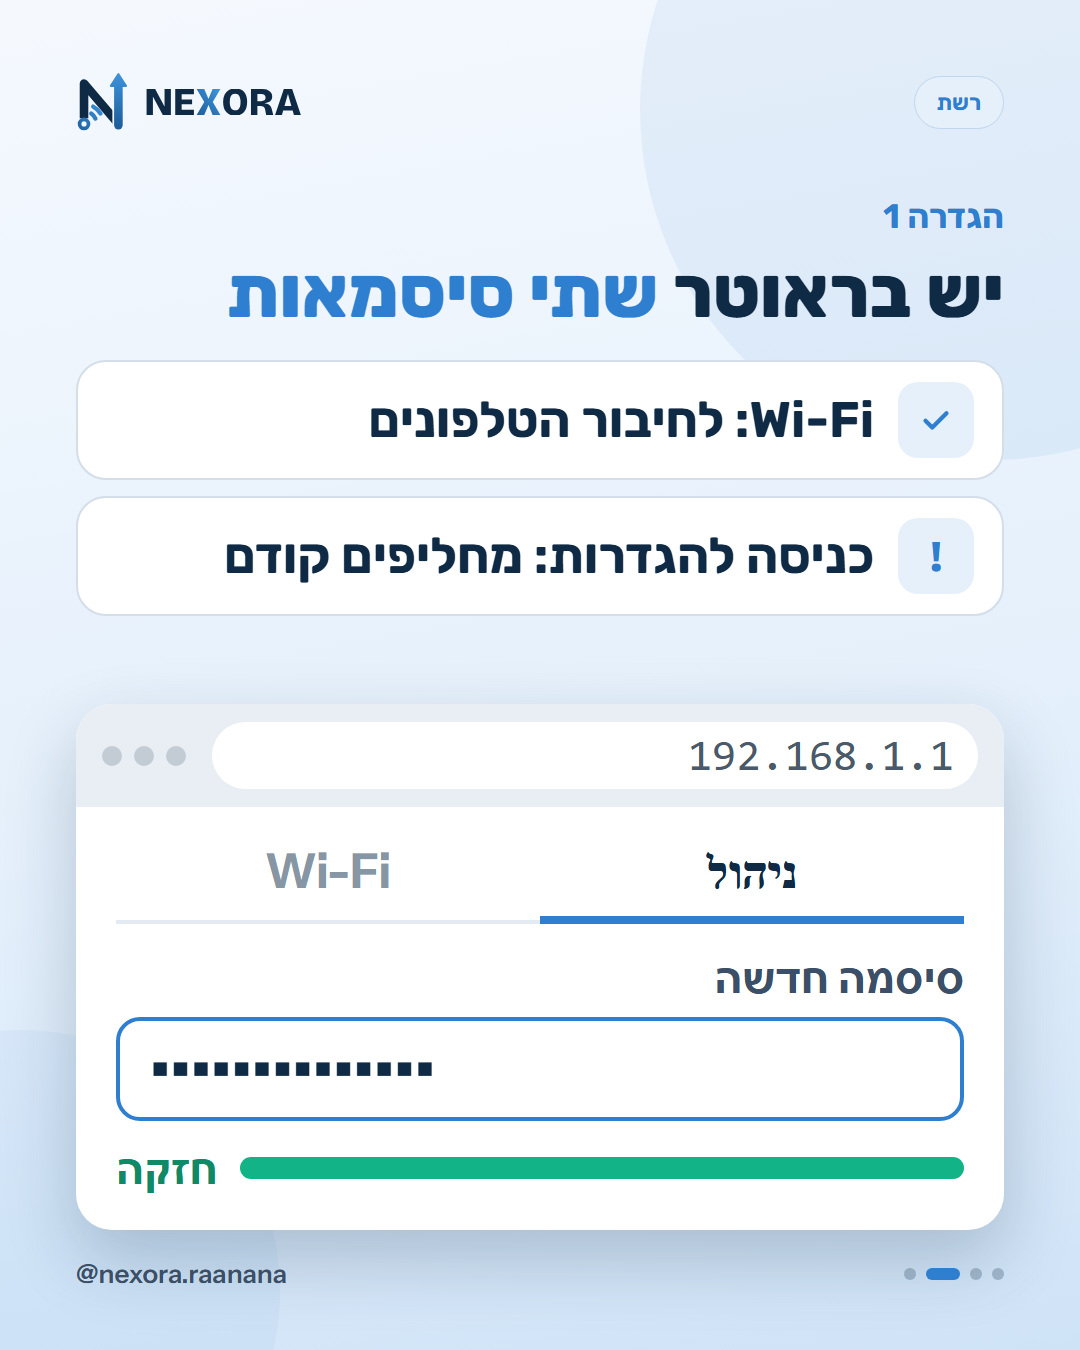 NEXORA
רשת
הגדרה 1
יש בראוטר שתי סיסמאות
Wi-Fi: לחיבור הטלפונים
! כניסה להגדרות: מחליפים קודם
192.168.1.1
ניהול
Wi-Fi
סיסמה חדשה
חזקה
@nexora.raanana